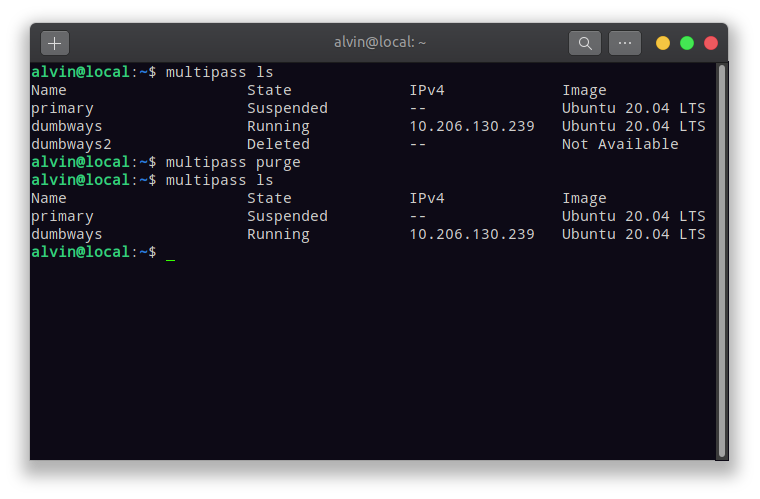 alvin@local: ~
alvin@local:~$ multipass ls
Name State IPv4 Image
primary Suspended -- Ubuntu 20.04 LTS
dumbways Running 10.206.130.239 Ubuntu 20.04 LTS
dumbways2 Deleted -- Not Available
alvin@local:~$ multipass purge
alvin@local:~$ multipass ls
Name State IPv4 Image
primary Suspended -- Ubuntu 20.04 LTS
dumbways Running 10.206.130.239 Ubuntu 20.04 LTS
alvin@local:~$ _